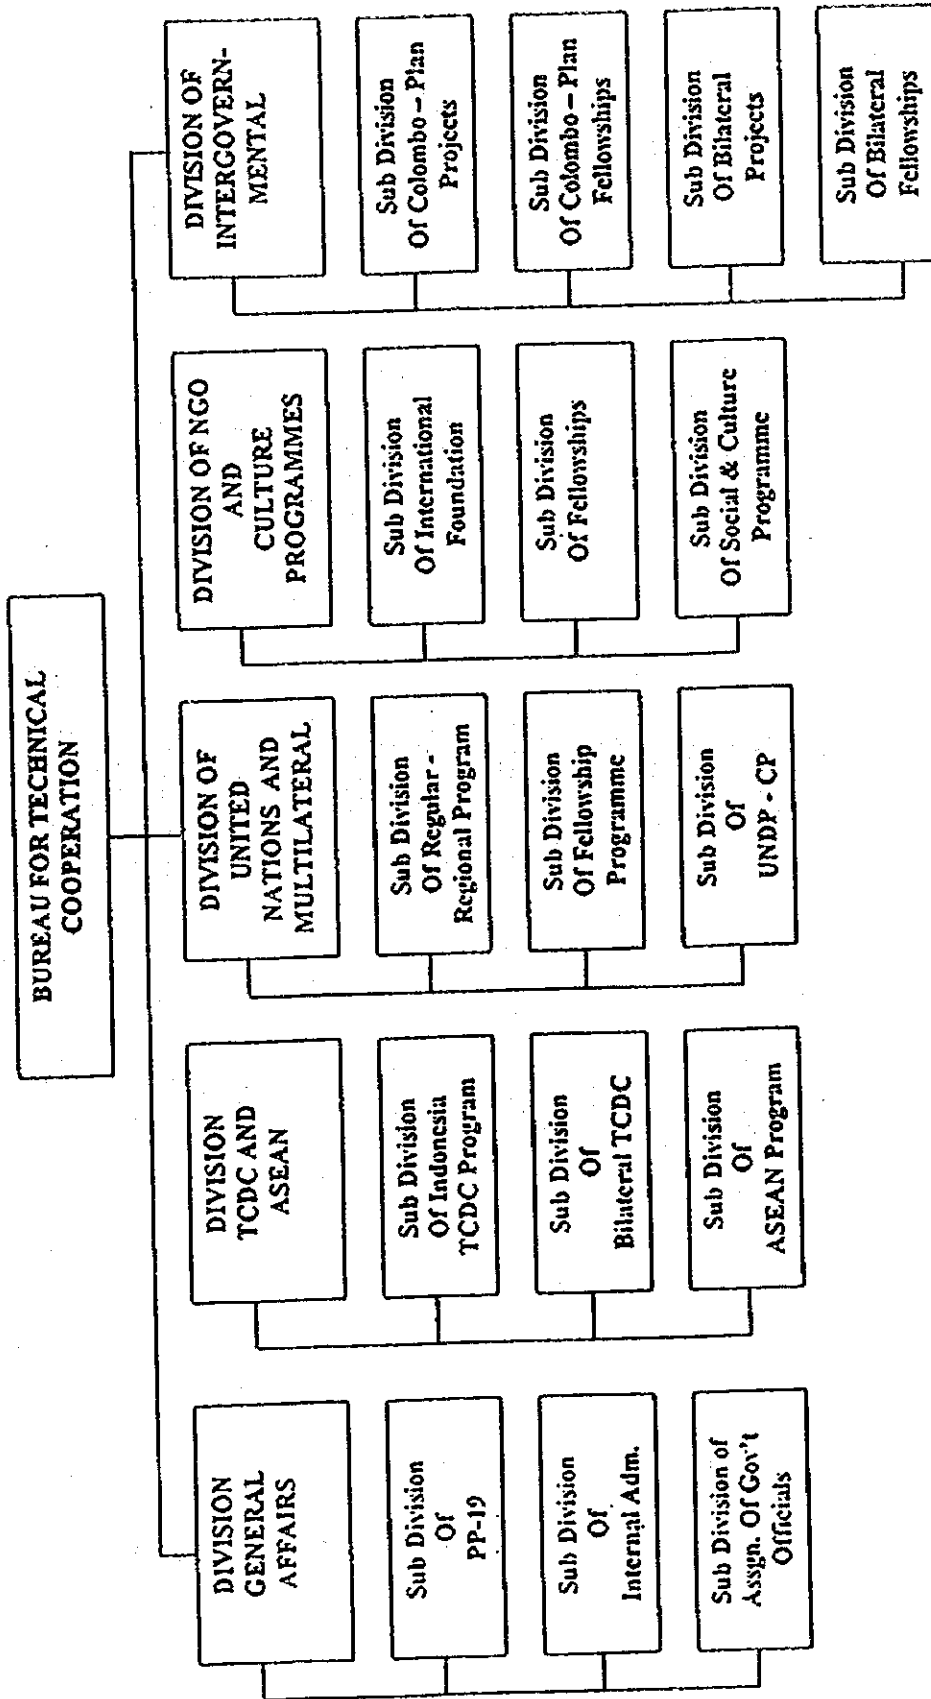 BUREAU FOR TECHNICAL
COOPERATION
DIVISION
GENERAL
AFFAIRS
Sub Division
Of
PP-19
Sub Division
Of
Internal Adm.
Sub Division of
Assgn. Of Gov't
Officials
DIVISION
TCDC AND
ASEAN
Sub Division
Of Indonesia
TCDC Program
Sub Division
Of
Bilateral TCDC
Sub Division
Of
ASEAN Program
DIVISION OF
UNITED
NATIONS AND
MULTILATERAL
Sub Division
Of Regular -
Regional Program
Sub Division
Of Fellowship
Programme
Sub Division
Of
UNDP - CP
DIVISION OF NGO
AND
CULTURE
PROGRAMMES
Sub Division
Of International
Foundation
Sub Division
Of Fellowships
Sub Division
Of Social & Culture
Programme
DIVISION OF
INTERGOVERN-
MENTAL
Sub Division
Of Colombo – Plan
Projects
Sub Division
Of Colombo – Plan
Fellowships
Sub Division
Of Bilateral
Projects
Sub Division
Of Bilateral
Fellowships